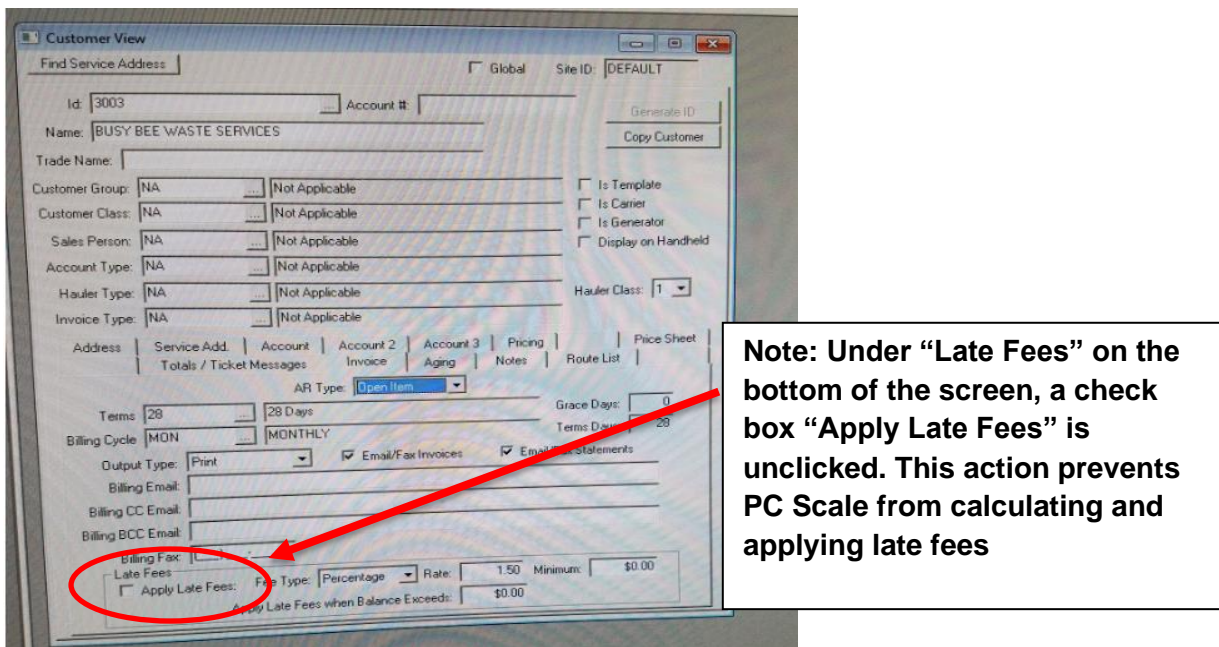 Customer View
Find Service Address
Global Site ID: DEFAULT
Id: 3003 ... Account #:
Generate ID
Name: BUSY BEE WASTE SERVICES
Copy Customer
Trade Name:
Customer Group: NA ... Not Applicable
Is Template
Customer Class: NA ... Not Applicable
Is Carrier
Is Generator
Sales Person: NA ... Not Applicable
Display on Handheld
Account Type: NA ... Not Applicable
Hauler Type: NA ... Not Applicable
Hauler Class: 1
Invoice Type: NA ... Not Applicable
Address Service Add. Account Account 2 Account 3 Pricing Price Sheet
Totals / Ticket Messages Invoice Aging Notes Route List
AR Type: Open Item
Terms 28 ... 28 Days
Grace Days: 0
Billing Cycle MON ... MONTHLY
Terms Days: 28
Output Type: Print Email/Fax Invoices Email/Fax Statements
Billing Email:
Billing CC Email:
Billing BCC Email:
Billing Fax:
Late Fees
Apply Late Fees: Fee Type: Percentage Rate: 1.50 Minimum: $0.00
Apply Late Fees when Balance Exceeds: $0.00
Note: Under “Late Fees” on the
bottom of the screen, a check
box “Apply Late Fees” is
unclicked. This action prevents
PC Scale from calculating and
applying late fees